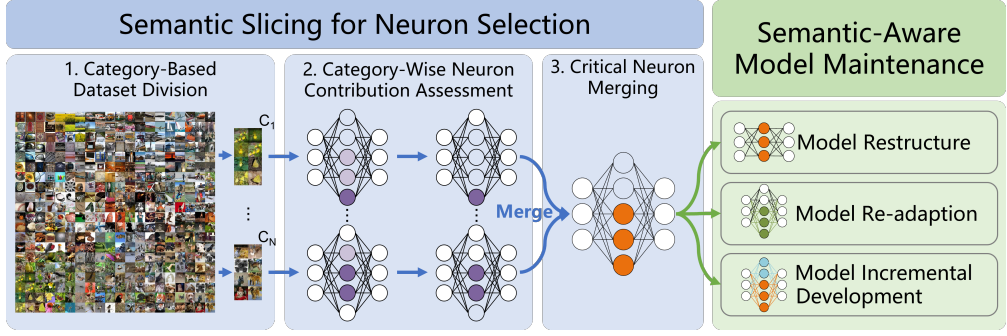 Semantic Slicing for Neuron Selection
1. Category-Based
Dataset Division
C1
⋮
CN
2. Category-Wise Neuron
Contribution Assessment
⋮
⋮
3. Critical Neuron
Merging
Merge
Semantic-Aware
Model Maintenance
Model Restructure
Model Re-adaption
Model Incremental
Development